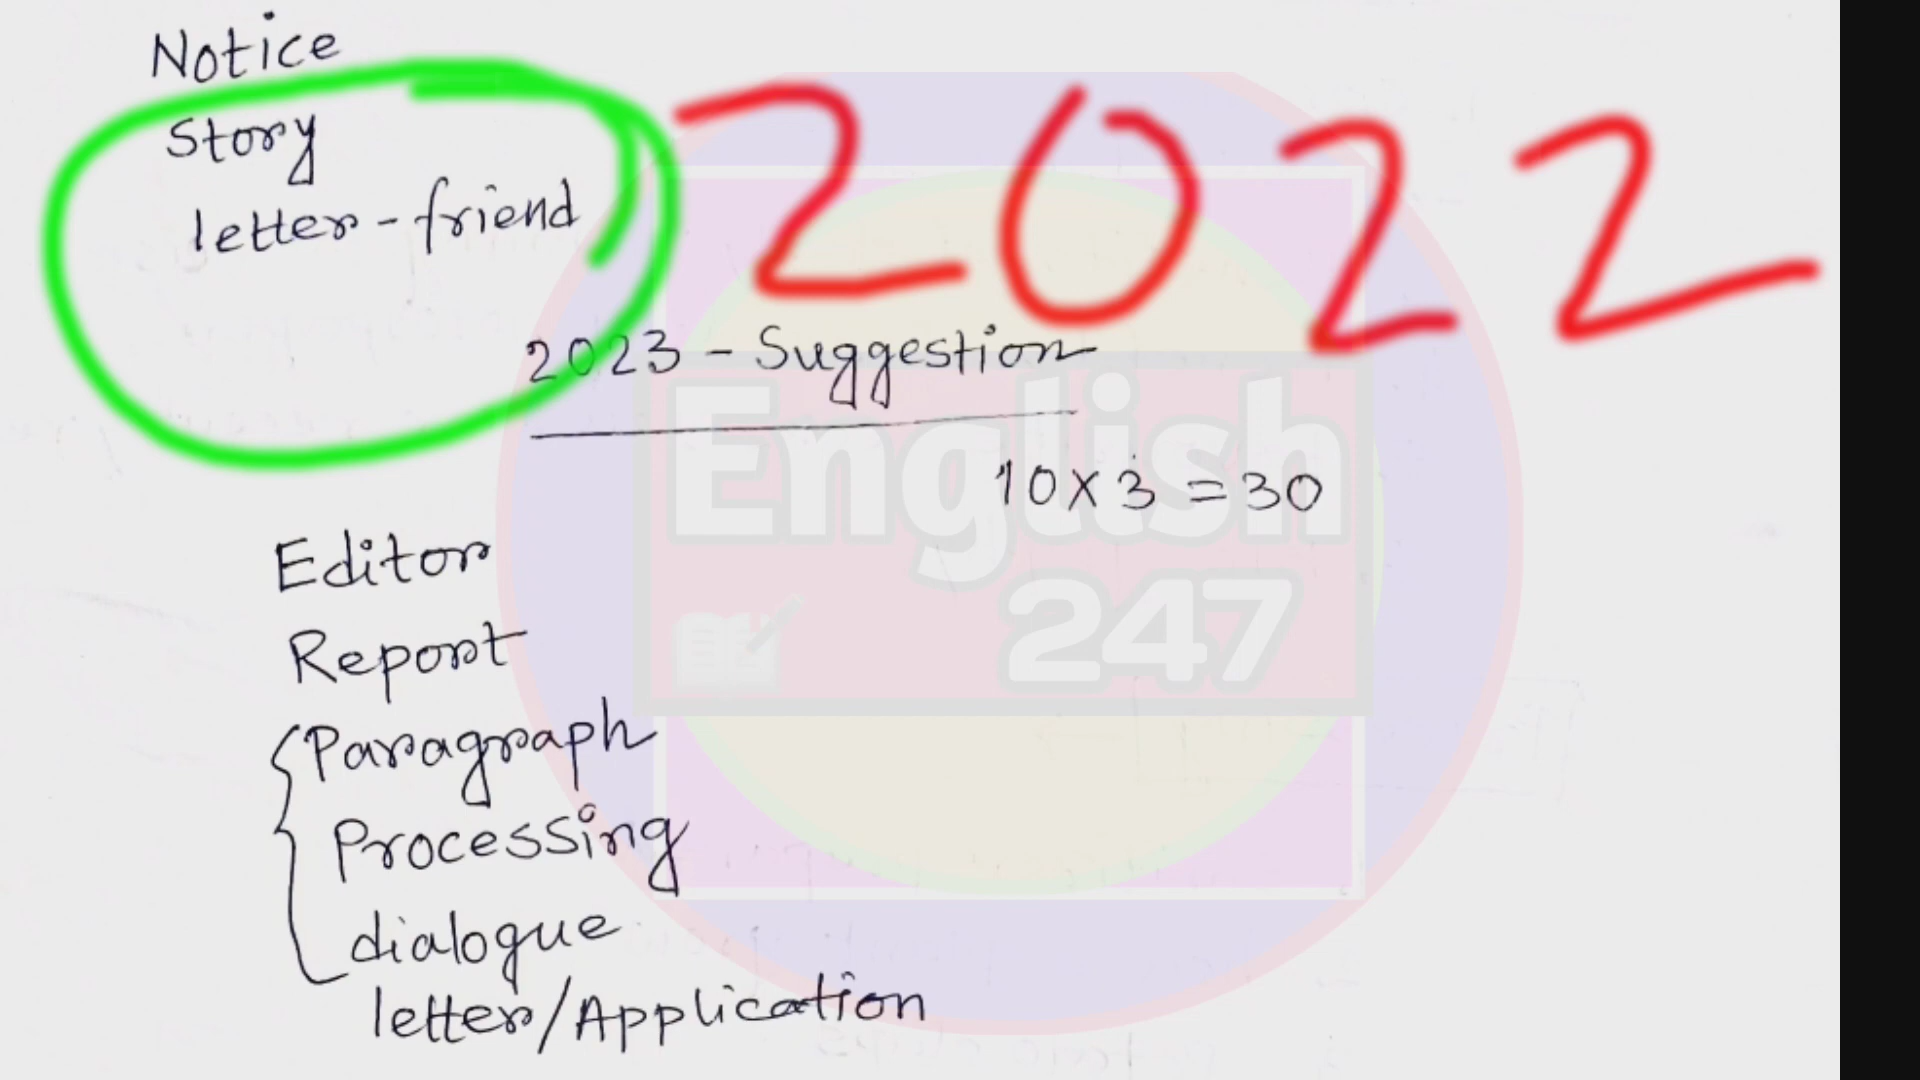 Notice
Story
letter - friend
2022
2023 - Suggestion
10 x 3 = 30
English
247
Editor
Report
Paragraph
Processing
dialogue
letter/Application